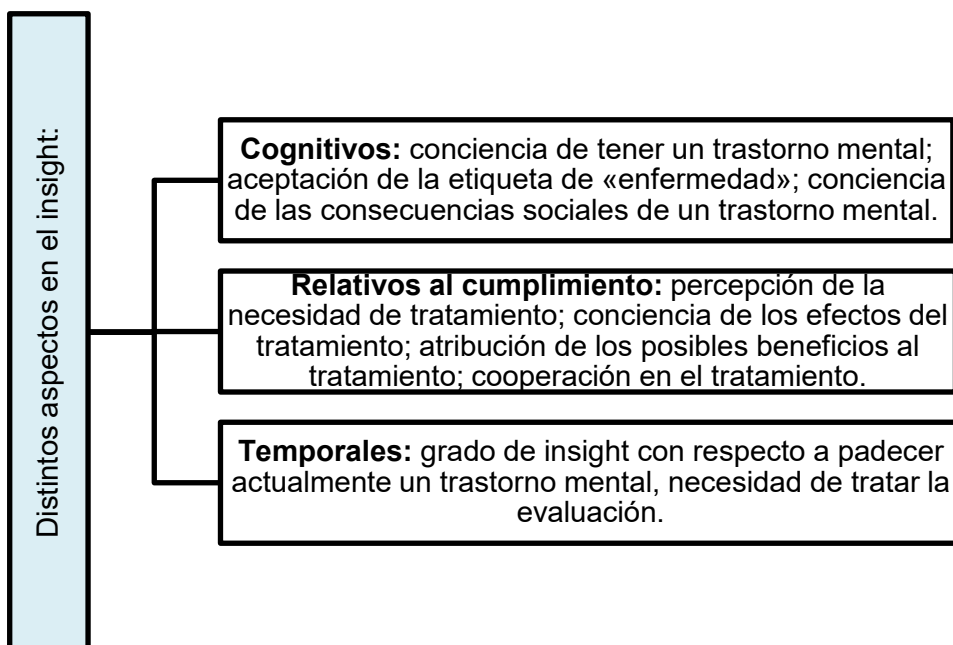 Distintos aspectos en el insight:
Cognitivos: conciencia de tener un trastorno mental;
aceptación de la etiqueta de «enfermedad»; conciencia
de las consecuencias sociales de un trastorno mental.
Relativos al cumplimiento: percepción de la
necesidad de tratamiento; conciencia de los efectos del
tratamiento; atribución de los posibles beneficios al
tratamiento; cooperación en el tratamiento.
Temporales: grado de insight con respecto a padecer
actualmente un trastorno mental, necesidad de tratar la
evaluación.